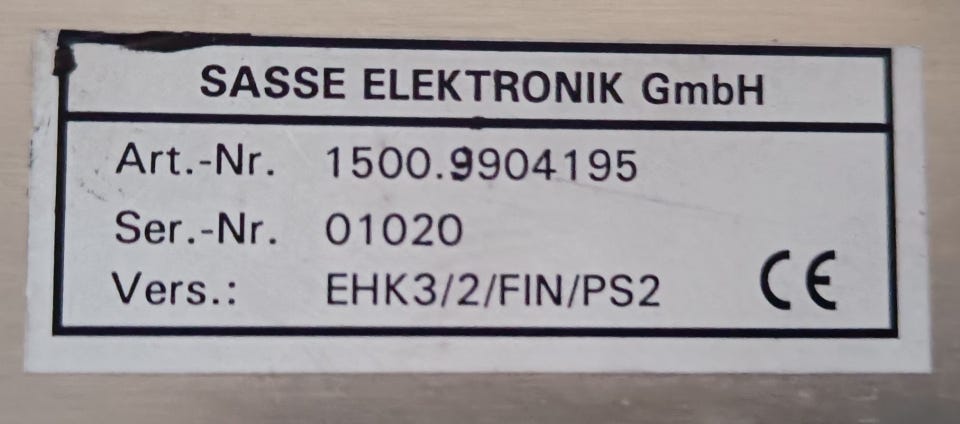 SASSE ELEKTRONIK GmbH
Art.-Nr. 1500.9904195
Ser.-Nr. 01020
Vers.: EHK3/2/FIN/PS2 CE